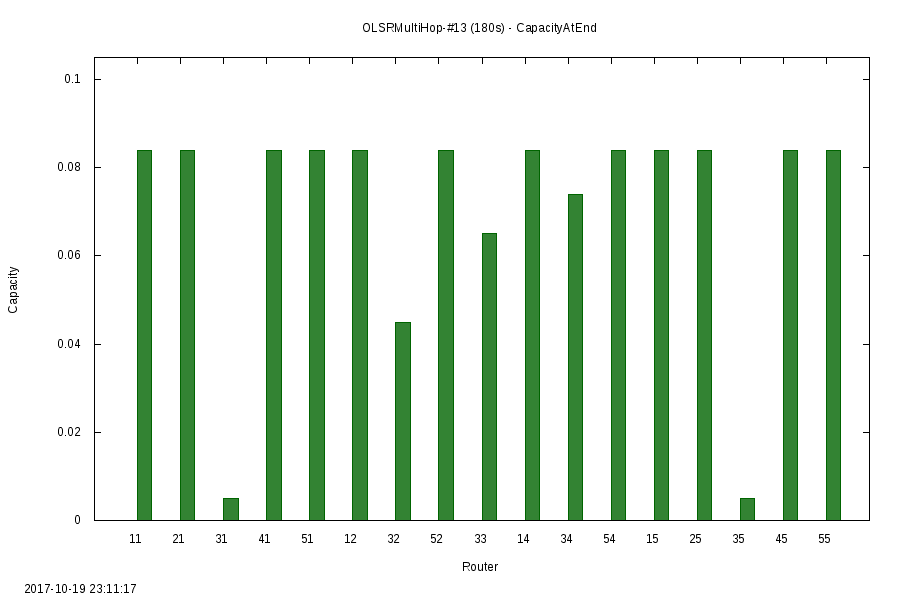 OLSRMultiHop-#13 (180s) - CapacityAtEnd
0.1
0.08
0.06
0.04
0.02
0
Capacity
11 21 31 41 51 12 32 52 33 14 34 54 15 25 35 45 55
Router
2017-10-19 23:11:17